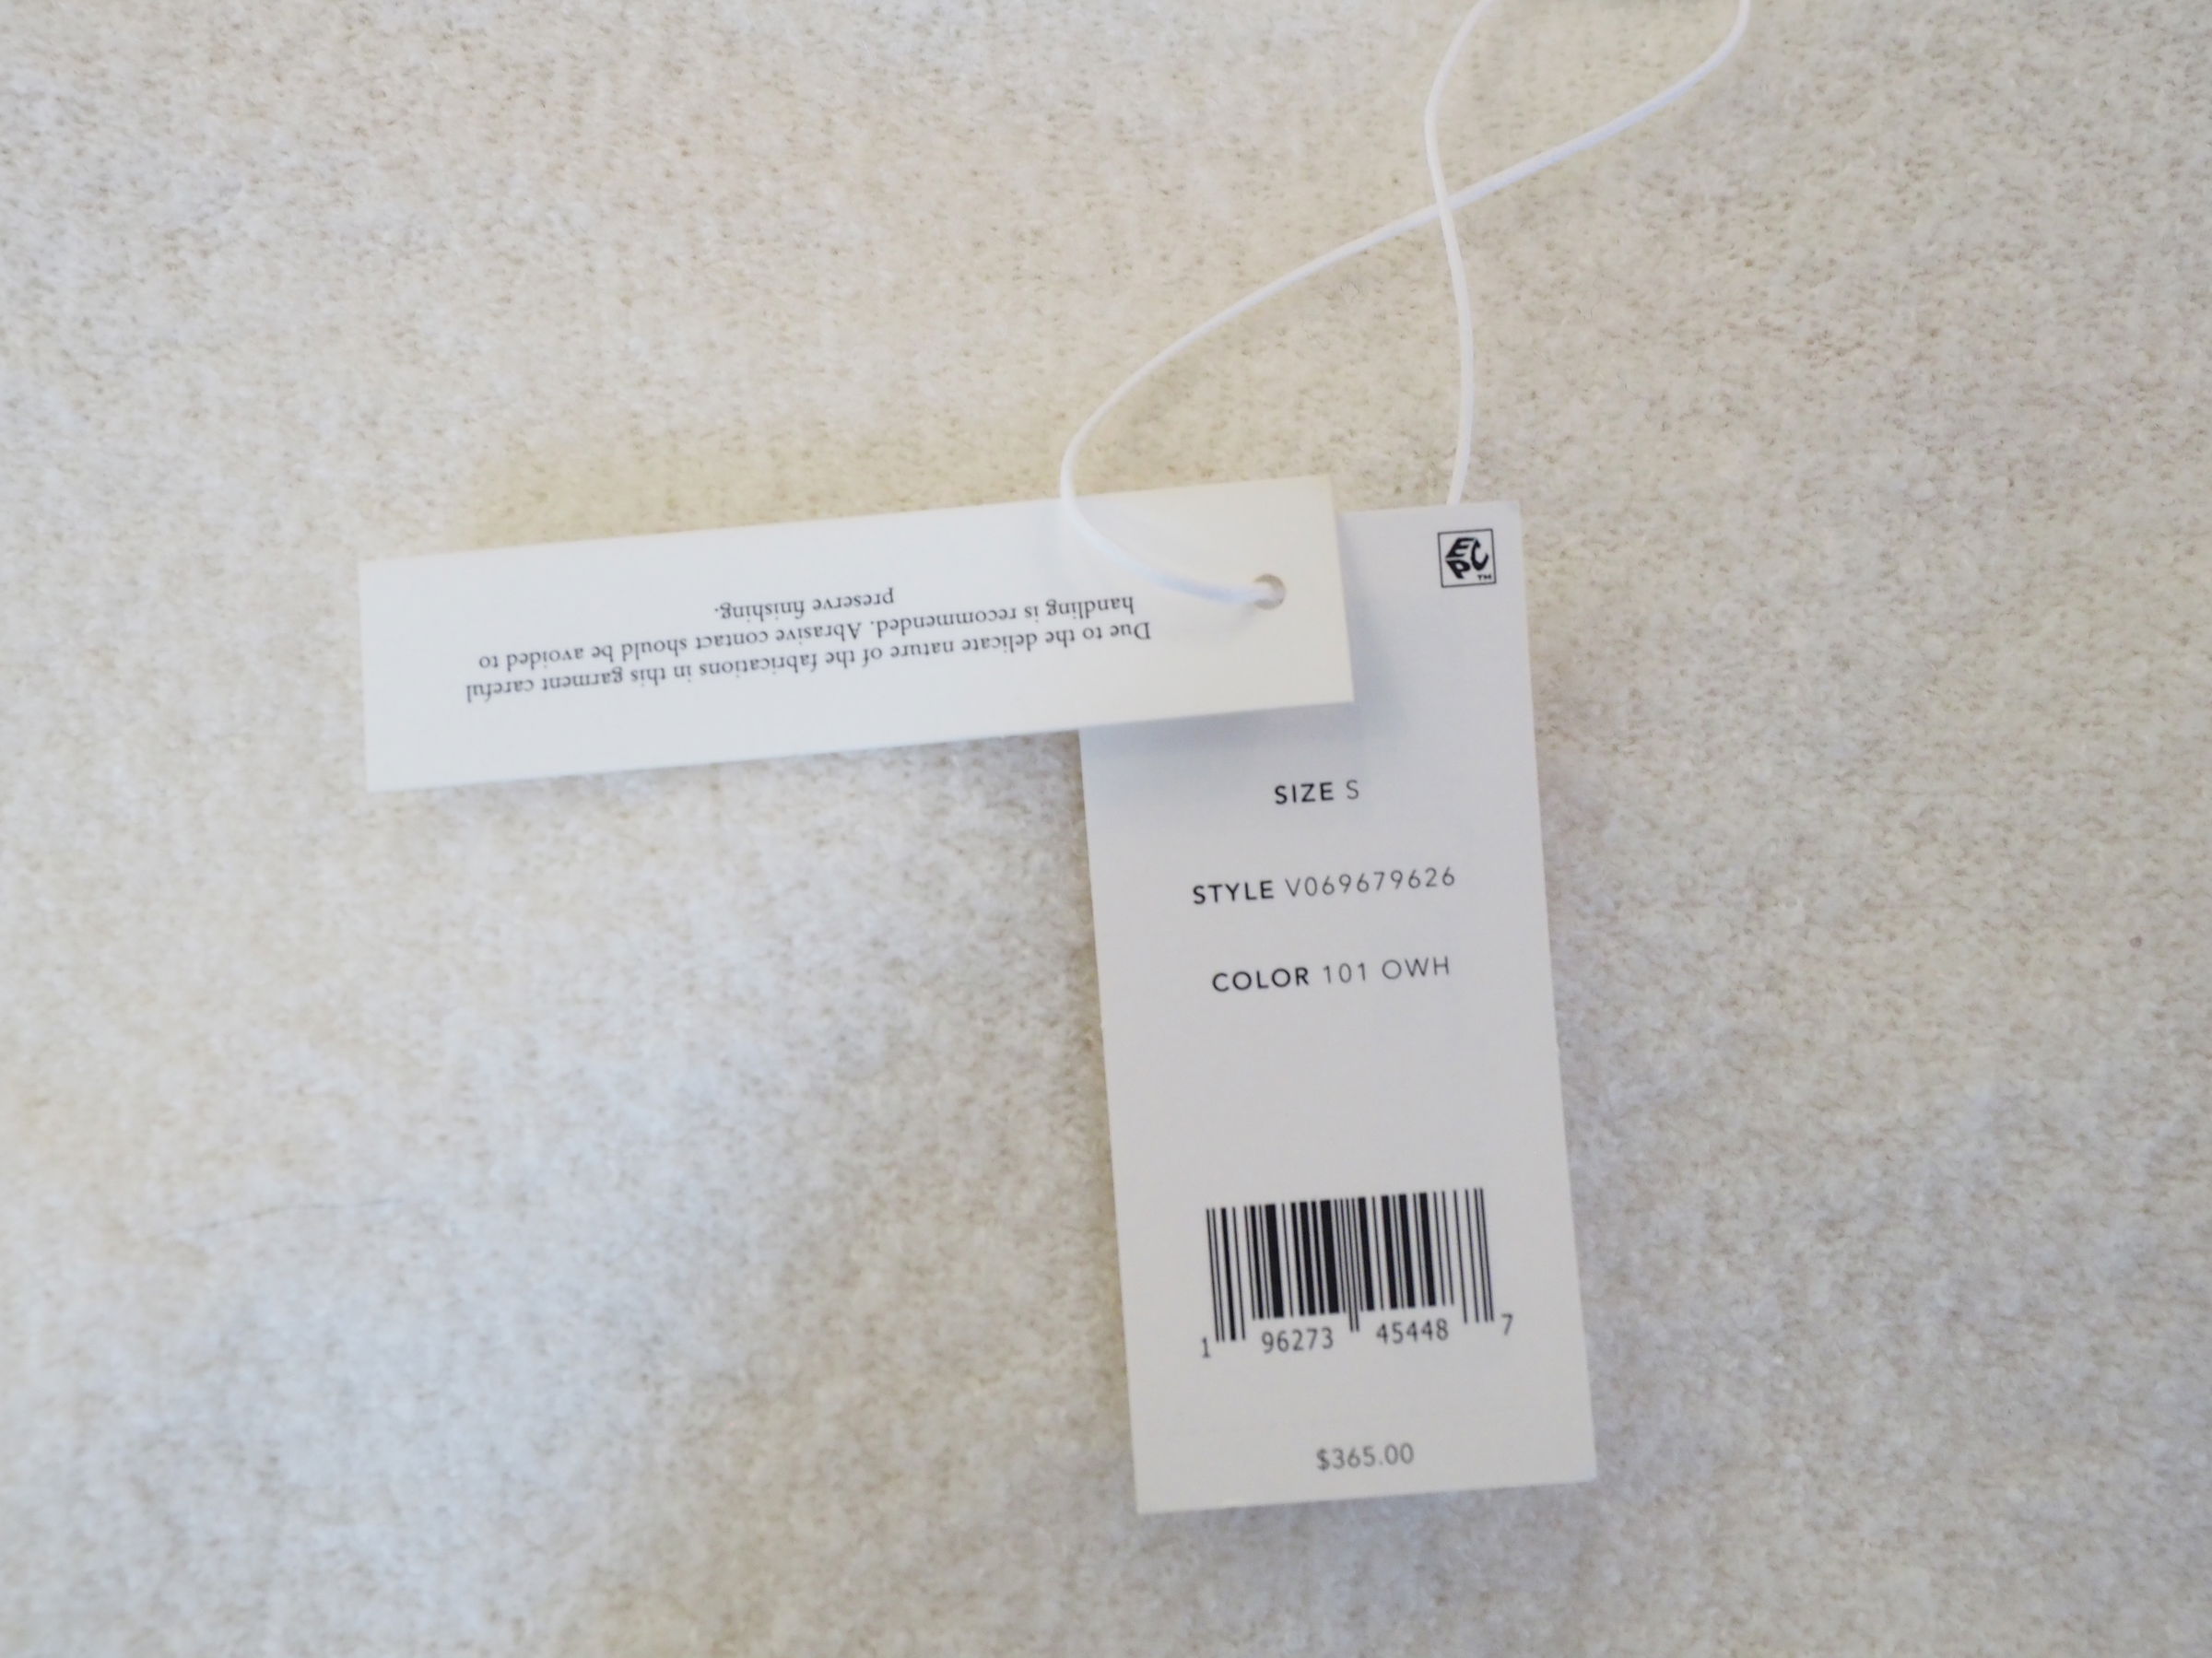 Due to the delicate nature of the fabrications in this garment careful
handling is recommended. Abrasive contact should be avoided to
preserve finishing.
EPC™
SIZE S
STYLE V069679626
COLOR 101 OWH
1 96273 45448 7
$365.00